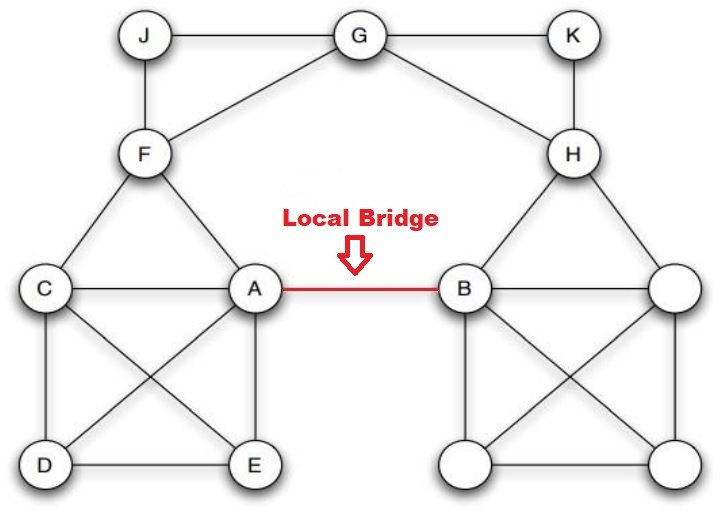 J G K
F H
Local Bridge
C A B
D E